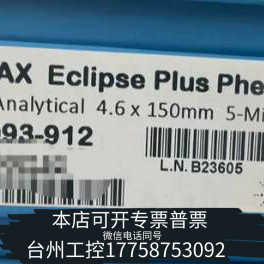 AX Eclipse Plus Phe
Analytical 4.6 x 150mm 5-Mi
93-912
L.N. B23605
本店可开专票普票
微信电话同号
台州工控17758753092